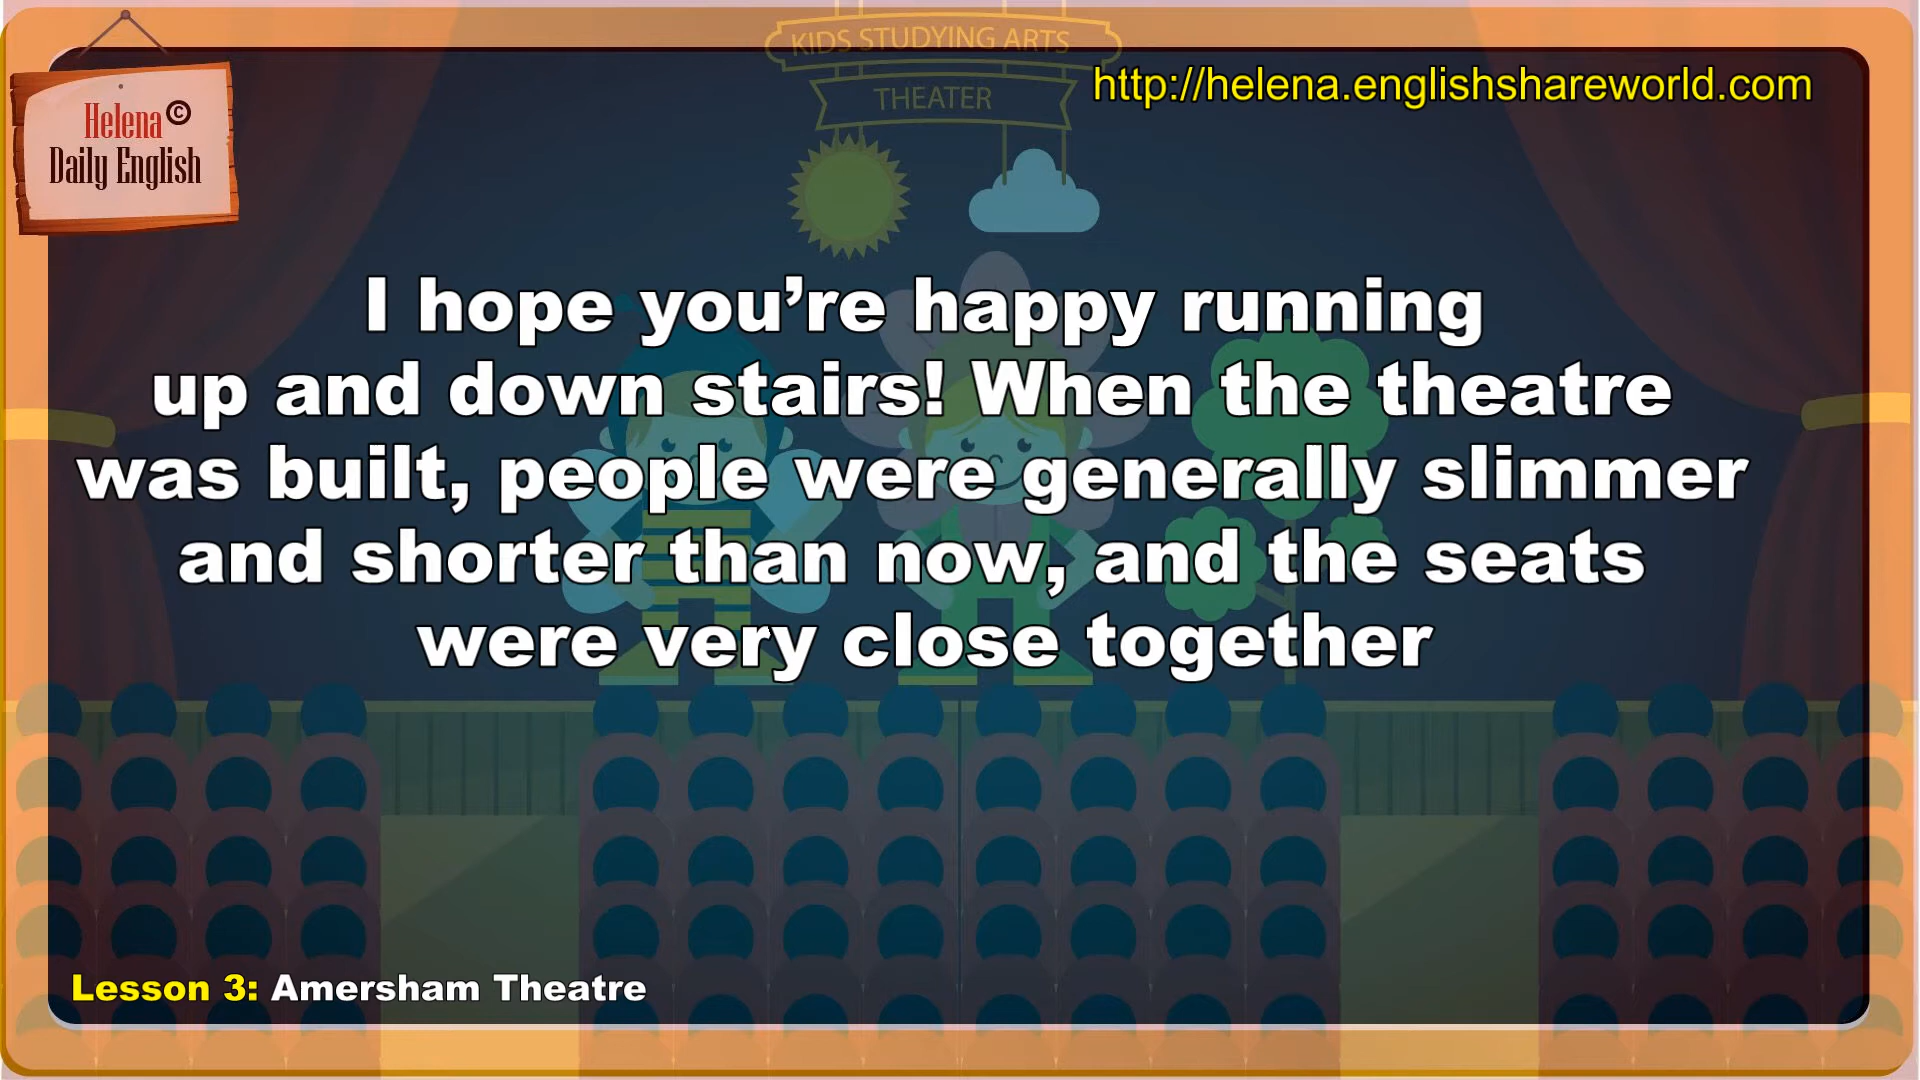 KIDS STUDYING ARTS
THEATER
http://helena.englishshareworld.com
Helena ©
Daily English
I hope you’re happy running
up and down stairs! When the theatre
was built, people were generally slimmer
and shorter than now, and the seats
were very close together
Lesson 3: Amersham Theatre